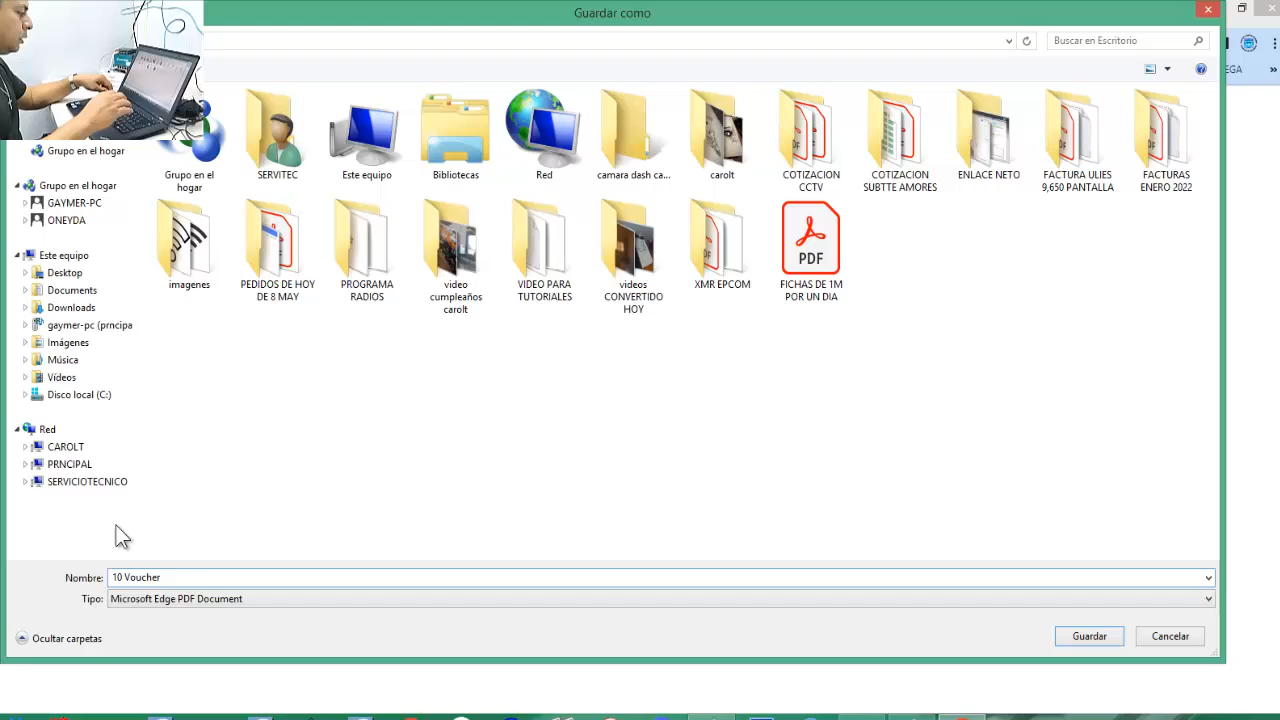 Guardar como
Buscar en Escritorio
EGA
»
Grupo en el hogar
Grupo en el hogar
GAYMER-PC
ONEYDA
Este equipo
Desktop
Documents
Downloads
gaymer-pc (prncipa
Imágenes
Música
Vídeos
Disco local (C:)
Red
CAROLT
PRNCIPAL
SERVICIOTECNICO
Grupo en el
hogar
SERVITEC
Este equipo
Bibliotecas
Red
camara dash ca...
carolt
COTIZACION
CCTV
COTIZACION
SUBTTE AMORES
ENLACE NETO
FACTURA ULIES
9,650 PANTALLA
FACTURAS
ENERO 2022
imagenes
PEDIDOS DE HOY
DE 8 MAY
PROGRAMA
RADIOS
video
cumpleaños
carolt
VIDEO PARA
TUTORIALES
videos
CONVERTIDO
HOY
XMR EPCOM
PDF
FICHAS DE 1M
POR UN DIA
Nombre: 10 Voucher
Tipo: Microsoft Edge PDF Document
Ocultar carpetas
Guardar
Cancelar